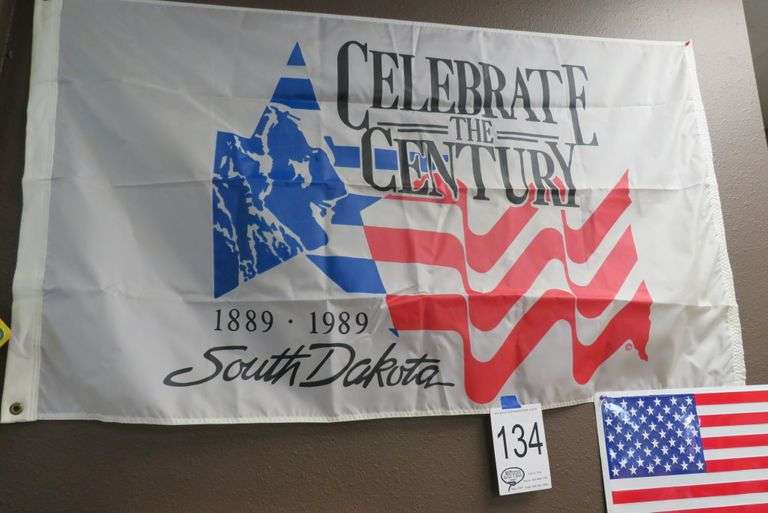 CELEBRATE
THE
CENTURY
1889 · 1989
South Dakota
134